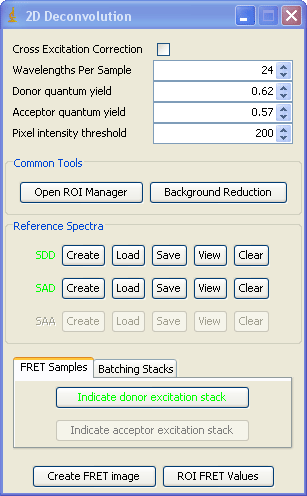 2D Deconvolution
Cross Excitation Correction
Wavelengths Per Sample 24
Donor quantum yield 0.62
Acceptor quantum yield 0.57
Pixel intensity threshold 200
Common Tools
Open ROI Manager Background Reduction
Reference Spectra
SDD Create Load Save View Clear
SAD Create Load Save View Clear
SAA Create Load Save View Clear
FRET Samples Batching Stacks
Indicate donor excitation stack
Indicate acceptor excitation stack
Create FRET image ROI FRET Values